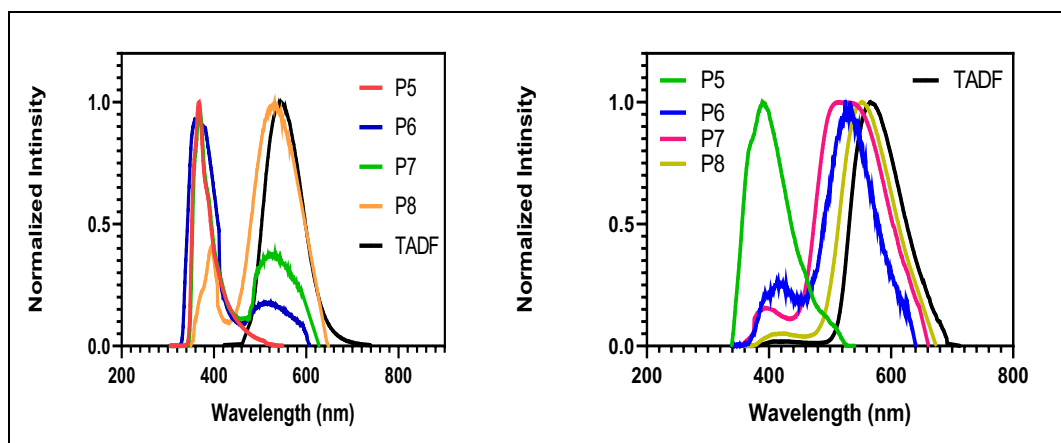 Normalized Intinsity
1.0
0.5
0.0
200
400
600
800
Wavelength (nm)
P5
P6
P7
P8
TADF
Normalized Intinsity
1.0
0.5
0.0
200
400
600
800
Wavelength (nm)
P5
P6
P7
P8
TADF